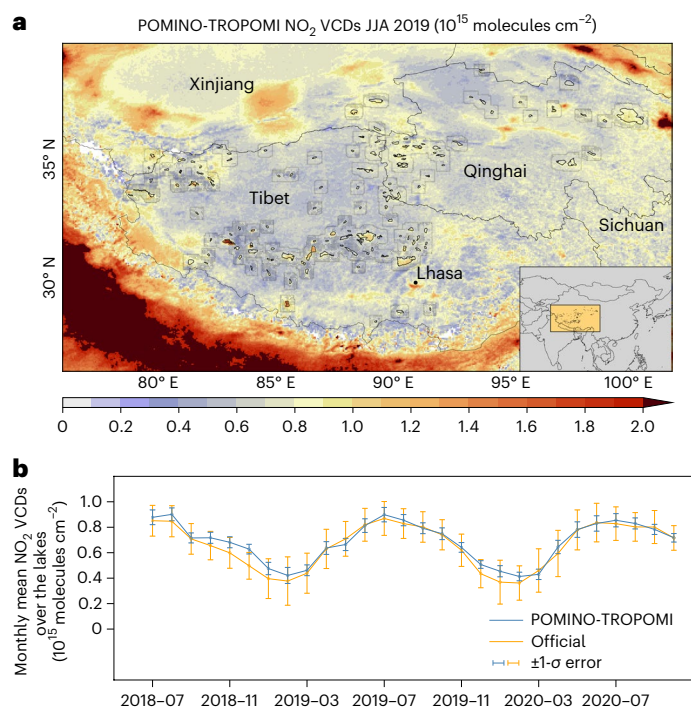 a
POMINO-TROPOMI NO₂ VCDs JJA 2019 (10¹⁵ molecules cm⁻²)
Xinjiang
35° N
Qinghai
Tibet
Sichuan
30° N
Lhasa
80° E 85° E 90° E 95° E 100° E
0 0.2 0.4 0.6 0.8 1.0 1.2 1.4 1.6 1.8 2.0
b
Monthly mean NO₂ VCDs
over the lakes
(10¹⁵ molecules cm⁻²)
1.0
0.8
0.6
0.4
0.2
0
POMINO-TROPOMI
Official
±1-σ error
2018–07 2018–11 2019–03 2019–07 2019–11 2020–03 2020–07